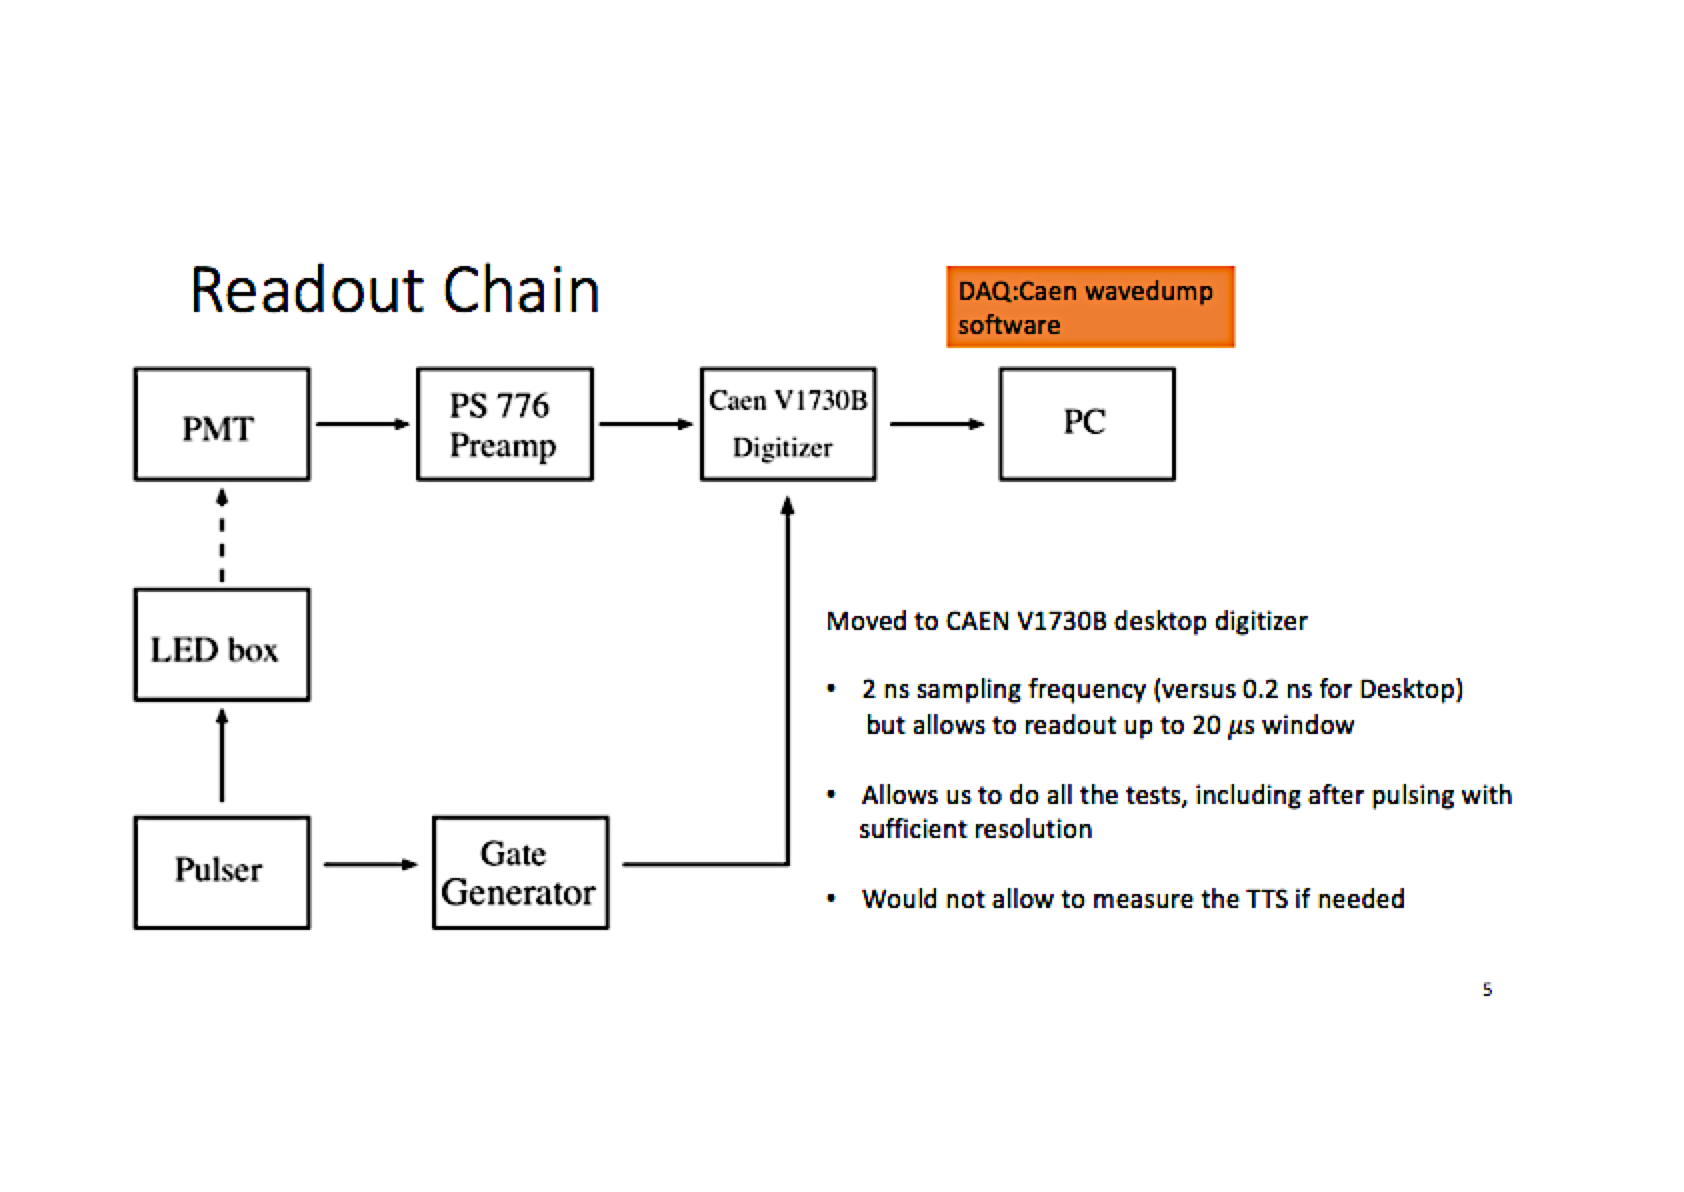 Readout Chain
DAQ:Caen wavedump
software
PMT
PS 776
Preamp
Caen V1730B
Digitizer
PC
LED box
Pulser
Gate
Generator
Moved to CAEN V1730B desktop digitizer
• 2 ns sampling frequency (versus 0.2 ns for Desktop)
but allows to readout up to 20 μs window
• Allows us to do all the tests, including after pulsing with
sufficient resolution
• Would not allow to measure the TTS if needed
5